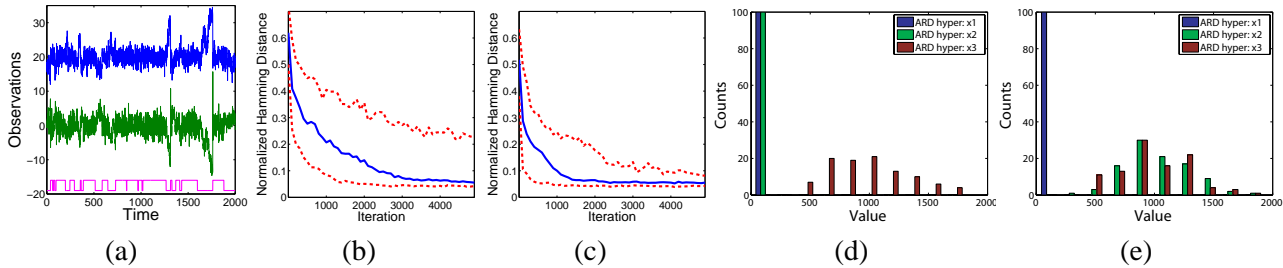 Observations
35
30
20
10
0
−10
−20
0
500
1000
1500
2000
Time
(a)
Normalized Hamming Distance
0.6
0.5
0.4
0.3
0.2
0.1
0
1000
2000
3000
4000
Iteration
(b)
Normalized Hamming Distance
0.6
0.5
0.4
0.3
0.2
0.1
0
1000
2000
3000
4000
Iteration
(c)
Counts
100
80
60
40
20
0
0
500
1000
1500
2000
Value
ARD hyper: x1
ARD hyper: x2
ARD hyper: x3
(d)
Counts
100
80
60
40
20
0
0
500
1000
1500
2000
Value
ARD hyper: x1
ARD hyper: x2
ARD hyper: x3
(e)